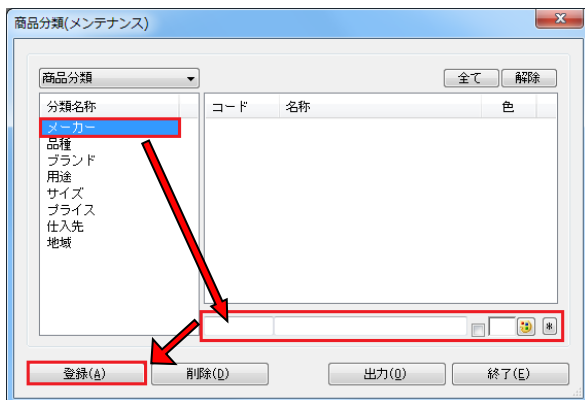 商品分類(メンテナンス)
商品分類
全て
解除
分類名称
コード
名称
色
メーカー
品種
ブランド
用途
サイズ
プライス
仕入先
地域
*
登録(A)
削除(D)
出力(O)
終了(E)